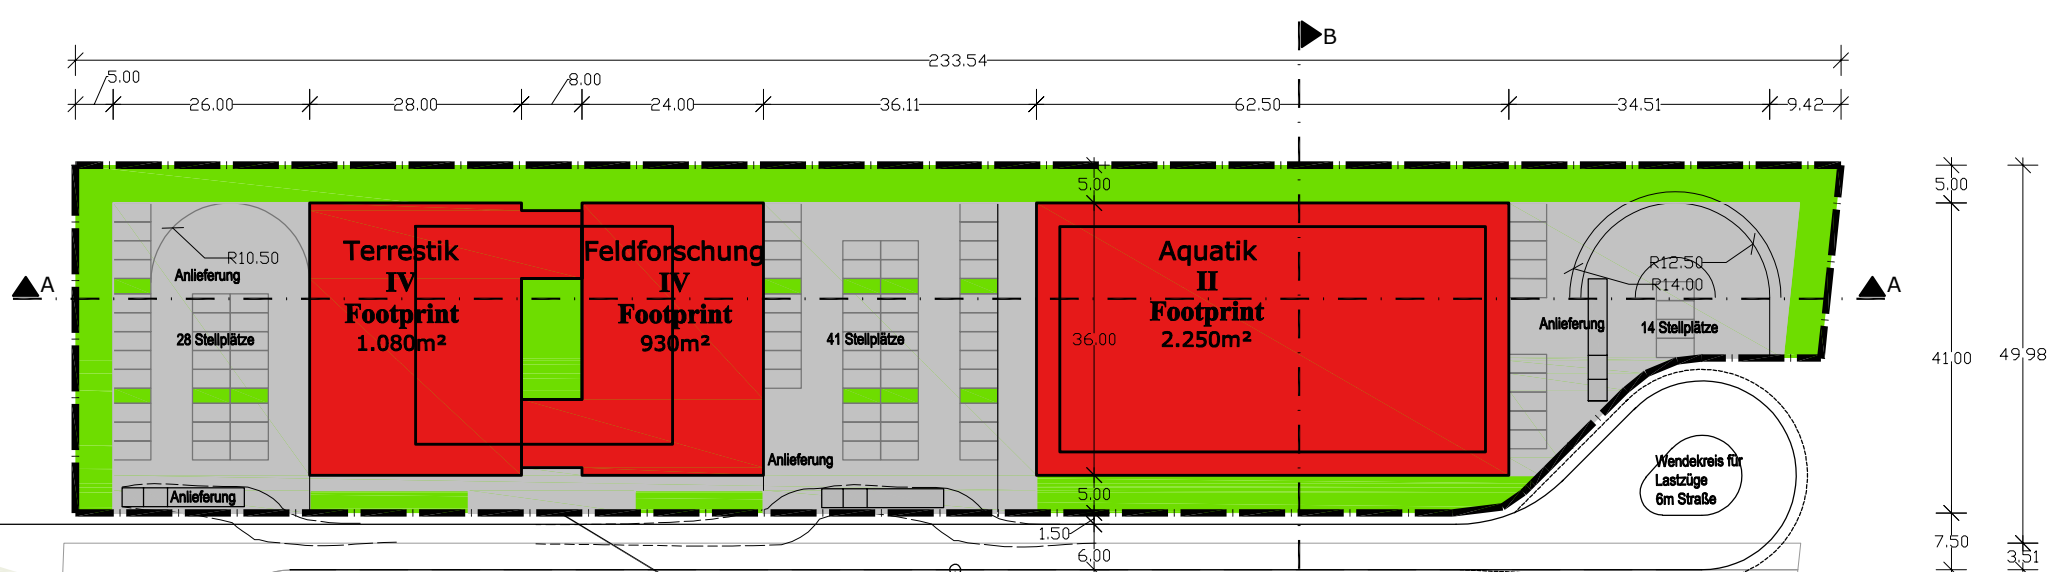 B
233.54
5.00
8.00
26.00
28.00
24.00
36.11
62.50
34.51
9.42
5.00
5.00
Terrestik
IV
Footprint
1.080m²
Feldforschung
IV
Footprint
930m²
Aquatik
II
Footprint
2.250m²
R10.50
Anlieferung
28 Stellplätze
Anlieferung
41 Stellplätze
Anlieferung
36.00
R12.50
R14.00
Anlieferung
14 Stellplätze
A
A
41.00
49.98
Wendekreis für
Lastzüge
6m Straße
5.00
1.50
6.00
7.50
3.51